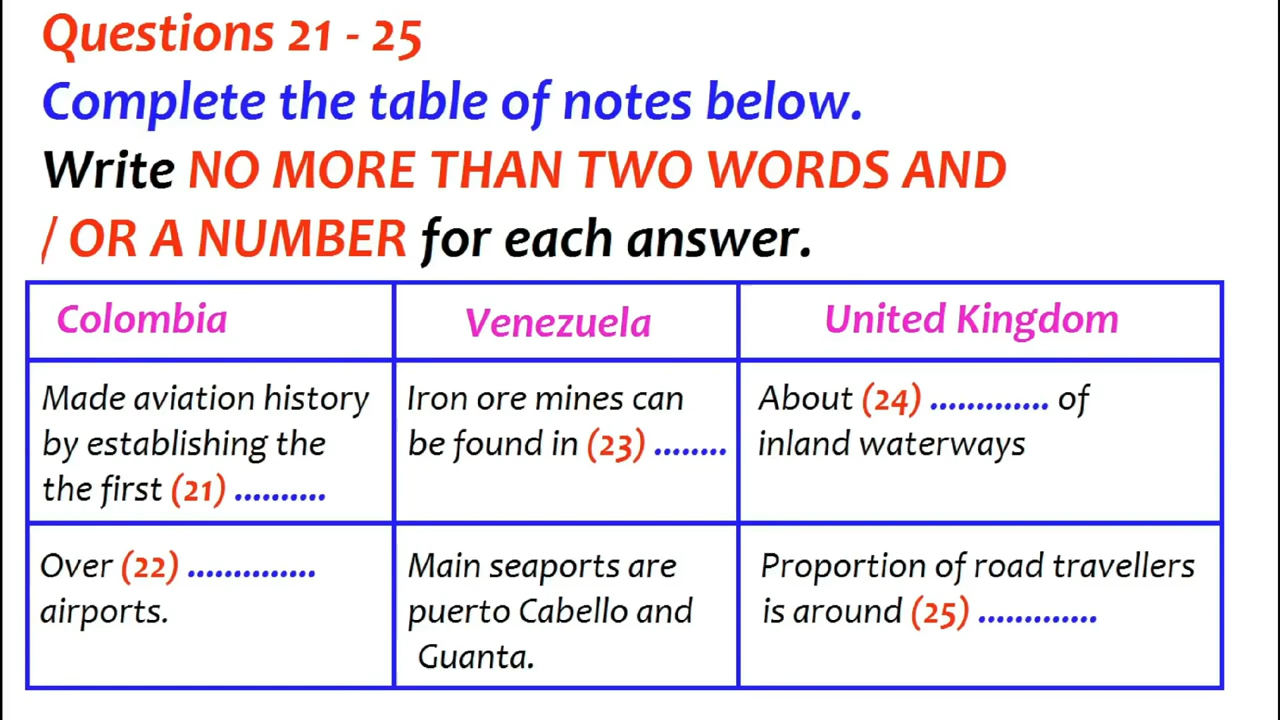 Questions 21 - 25
Complete the table of notes below.
Write NO MORE THAN TWO WORDS AND
/ OR A NUMBER for each answer.
Colombia
Venezuela
United Kingdom
Made aviation history
by establishing the
the first (21) ..........
Iron ore mines can
be found in (23) ........
About (24) ............. of
inland waterways
Over (22) ..............
airports.
Main seaports are
puerto Cabello and
Guanta.
Proportion of road travellers
is around (25) .............